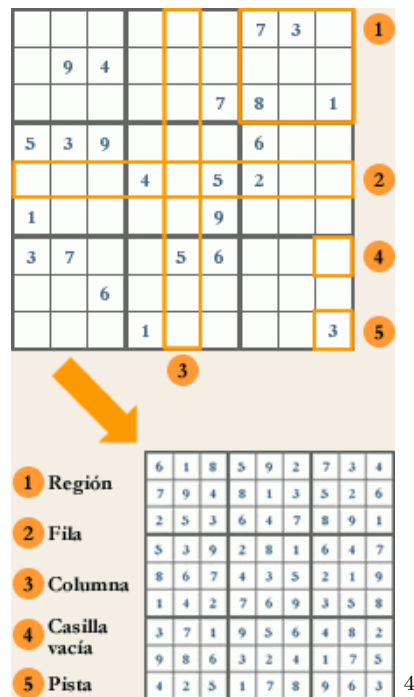 7 3 1
9 4
7 8 1
5 3 9 6
4 5 2 2
1 9
3 7 5 6 4
6
1 3 5
3
6 1 8 5 9 2 7 3 4
1 Región
7 9 4 8 1 3 5 2 6
2 5 3 6 4 7 8 9 1
2 Fila
5 3 9 2 8 1 6 4 7
8 6 7 4 3 5 2 1 9
3 Columna
1 4 2 7 6 9 3 5 8
4 Casilla
vacía
3 7 1 9 5 6 4 8 2
9 8 6 3 2 4 1 7 5
5 Pista
4 2 5 1 7 8 9 6 3
4